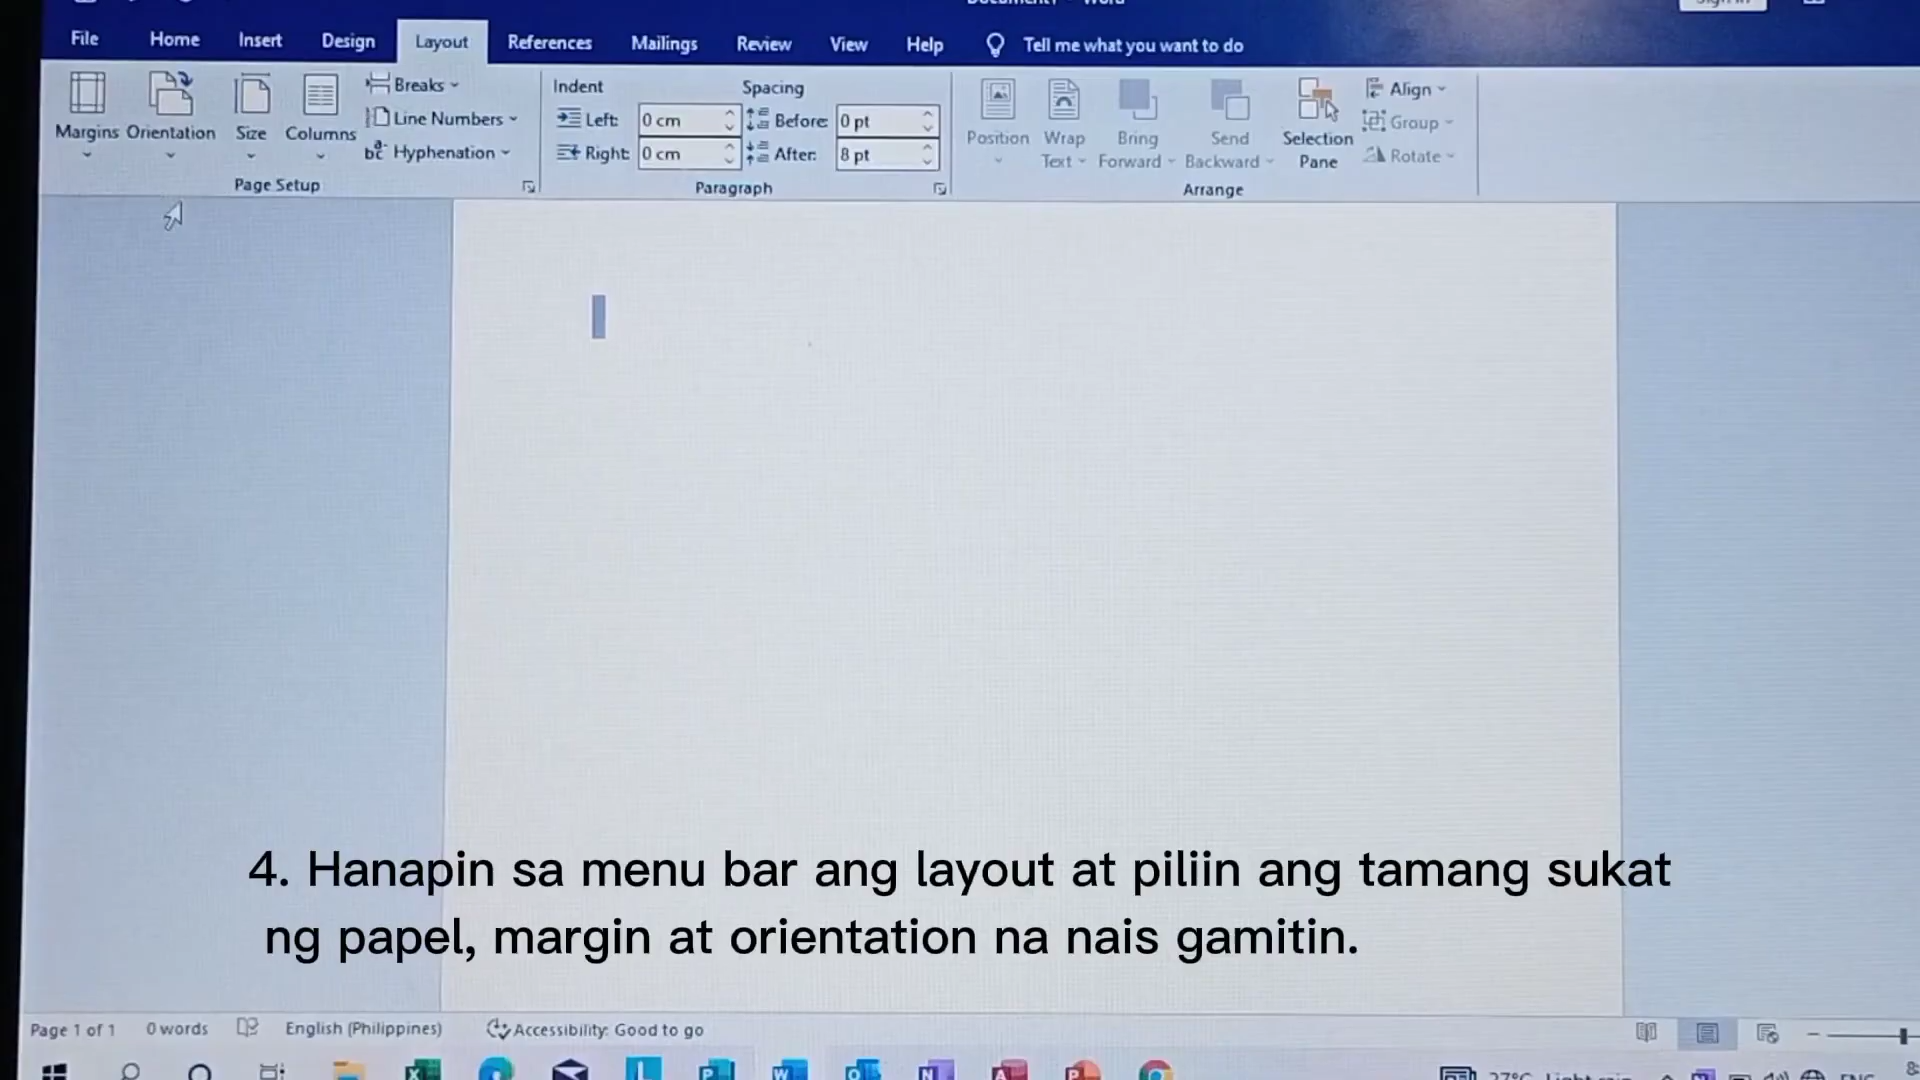 Word
File Home Insert Design Layout References Mailings Review View Help Tell me what you want to do
Margins Orientation Size Columns
Breaks
Line Numbers
Hyphenation
Page Setup
Indent Spacing
Left: 0 cm Before: 0 pt
Right: 0 cm After: 8 pt
Paragraph
Position Wrap Text Bring Forward Send Backward Selection Pane
Align
Group
Rotate
Arrange
4. Hanapin sa menu bar ang layout at piliin ang tamang sukat
ng papel, margin at orientation na nais gamitin.
Page 1 of 1 0 words English (Philippines) Accessibility: Good to go
27°C